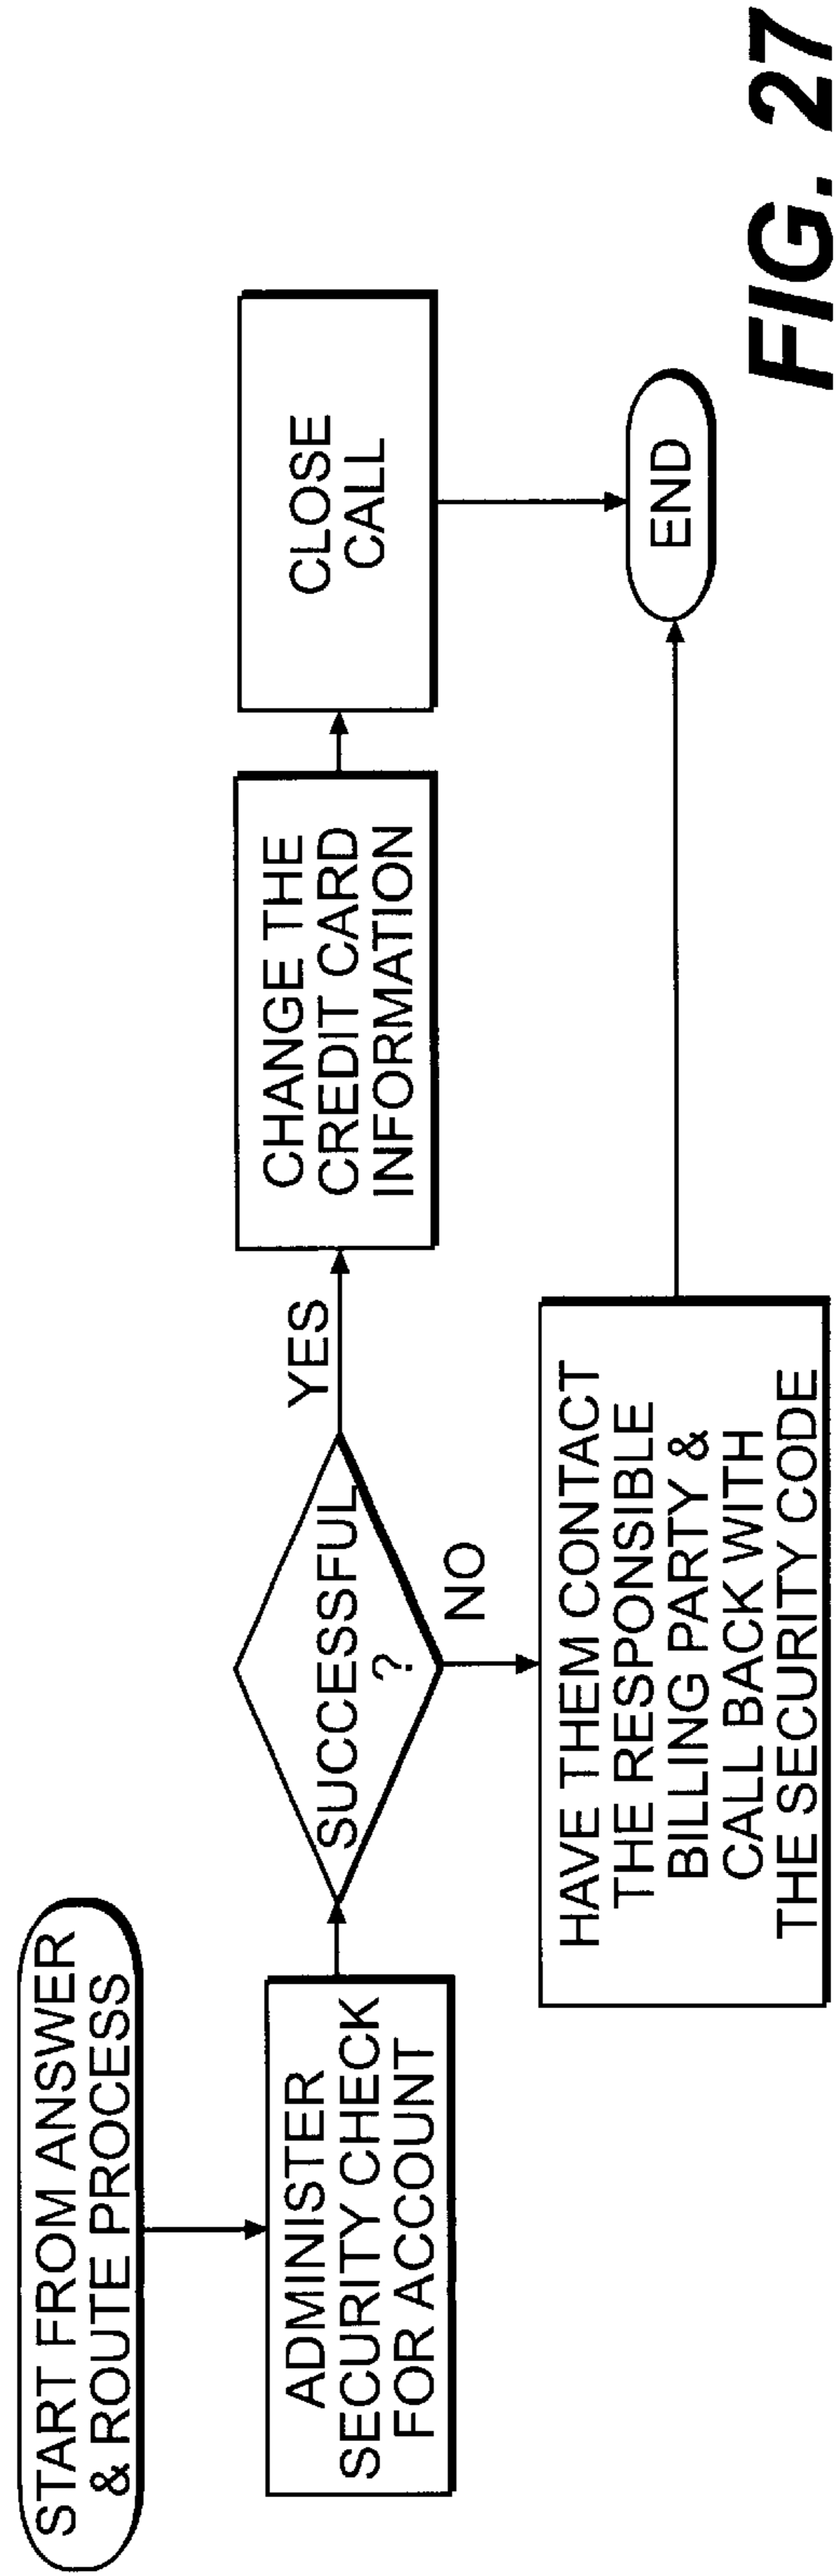 START FROM ANSWER
& ROUTE PROCESS
ADMINISTER
SECURITY CHECK
FOR ACCOUNT
SUCCESSFUL
?
YES
NO
CHANGE THE
CREDIT CARD
INFORMATION
CLOSE
CALL
HAVE THEM CONTACT
THE RESPONSIBLE
BILLING PARTY &
CALL BACK WITH
THE SECURITY CODE
END
FIG. 27